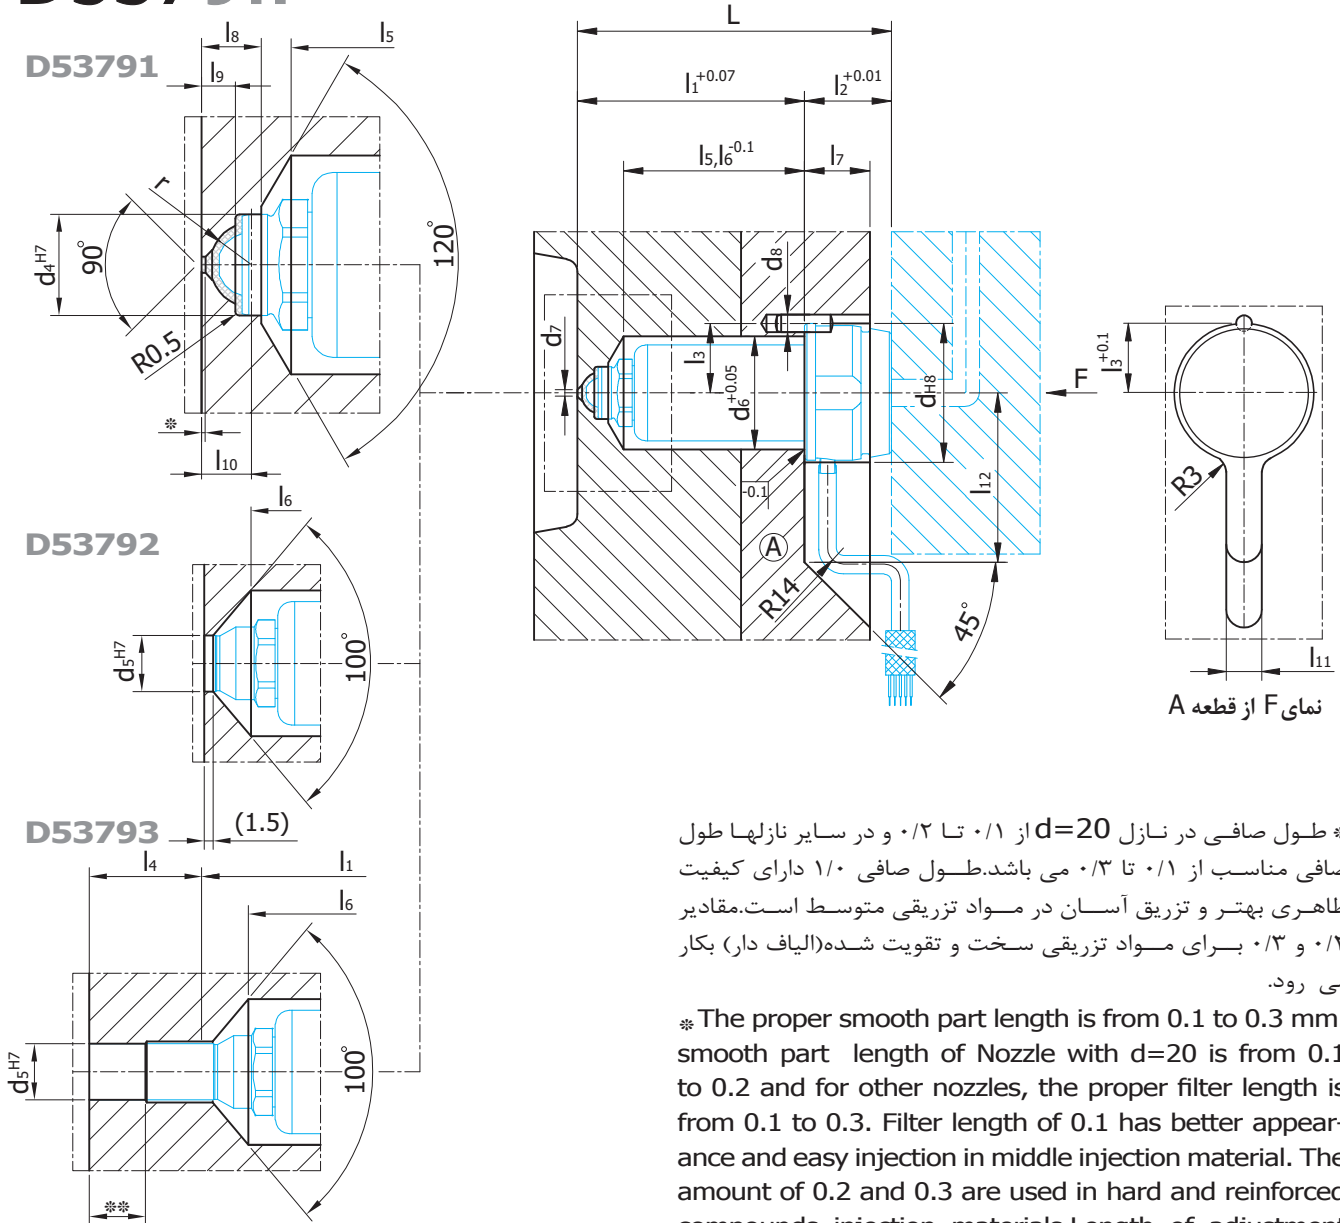 D53791
l8
l5
l9
r
d4H7
90°
120°
R0.5
*
l10
D53792
l6
d5H7
100°
(1.5)
D53793
l4
l1
l6
d5H7
100°
**
L
l1+0.07
l2+0.01
l5,l6-0.1
l7
d8
d7
l3
d6+0.05
dH8
F
-0.1
A
l12
R14
45°
l3+0.1
R3
l11
نمای F از قطعه A
* طول صافی در نازل d=20 از ۰/۱ تا ۰/۲ و در سایر نازلها طول
صافی مناسب از ۰/۱ تا ۰/۳ می باشد.طول صافی ۱/۰ دارای کیفیت
ظاهری بهتر و تزریق آسان در مواد تزریقی متوسط است.مقادیر
۰/۲ و ۰/۳ برای مواد تزریقی سخت و تقویت شده(الیاف دار) بکار
می رود.
* The proper smooth part length is from 0.1 to 0.3 mm
smooth part length of Nozzle with d=20 is from 0.1
to 0.2 and for other nozzles, the proper filter length is
from 0.1 to 0.3. Filter length of 0.1 has better appear-
ance and easy injection in middle injection material. The
amount of 0.2 and 0.3 are used in hard and reinforced
compounds injection materials.Length of adjustment